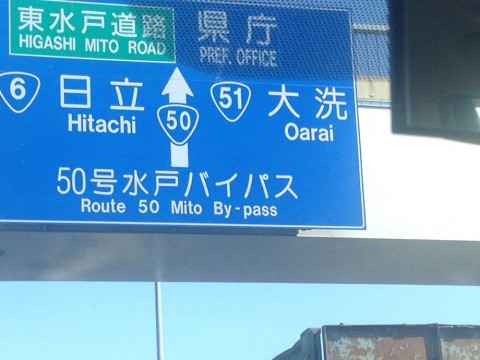 東水戸道路 県庁
HIGASHI MITO ROAD PREF. OFFICE
6 日立 50 51 大洗
Hitachi Oarai
50号水戸バイパス
Route 50 Mito By-pass